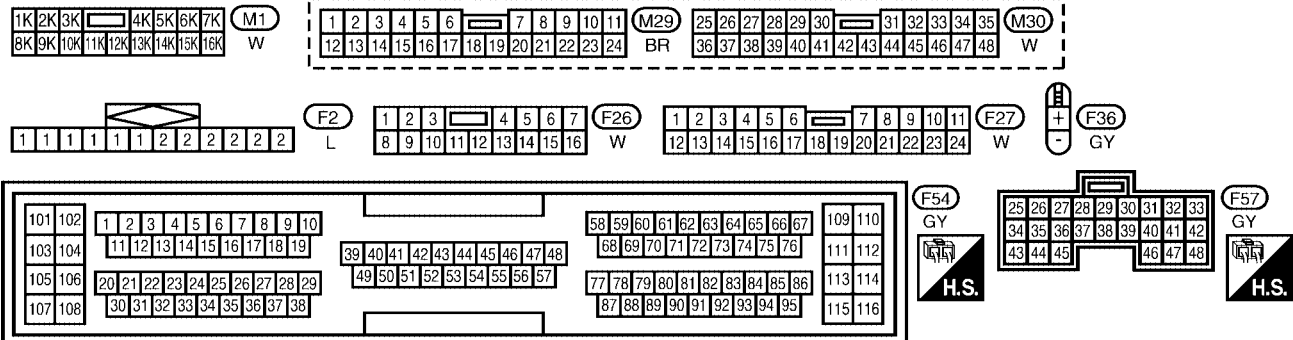 1K 2K 3K 4K 5K 6K 7K
8K 9K 10K 11K 12K 13K 14K 15K 16K
M1
W
1 2 3 4 5 6 7 8 9 10 11
12 13 14 15 16 17 18 19 20 21 22 23 24
M29
BR
25 26 27 28 29 30 31 32 33 34 35
36 37 38 39 40 41 42 43 44 45 46 47 48
M30
W
1 1 1 1 1 1 2 2 2 2 2 2
F2
L
1 2 3 4 5 6 7
8 9 10 11 12 13 14 15 16
F26
W
1 2 3 4 5 6 7 8 9 10 11
12 13 14 15 16 17 18 19 20 21 22 23 24
F27
W
+
-
F36
GY
101 102
103 104
105 106
107 108
1 2 3 4 5 6 7 8 9 10
11 12 13 14 15 16 17 18 19
20 21 22 23 24 25 26 27 28 29
30 31 32 33 34 35 36 37 38
39 40 41 42 43 44 45 46 47 48
49 50 51 52 53 54 55 56 57
58 59 60 61 62 63 64 65 66 67
68 69 70 71 72 73 74 75 76
77 78 79 80 81 82 83 84 85 86
87 88 89 90 91 92 93 94 95
109 110
111 112
113 114
115 116
F54
GY
H.S.
25 26 27 28 29 30 31 32 33
34 35 36 37 38 39 40 41 42
43 44 45 46 47 48
F57
GY
H.S.